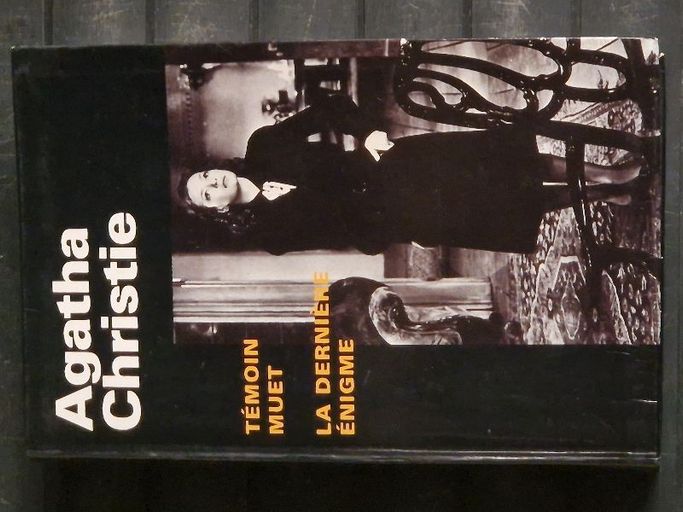 Agatha
Christie
TÉMOIN
MUET
LA DERNIÈRE
ÉNIGME